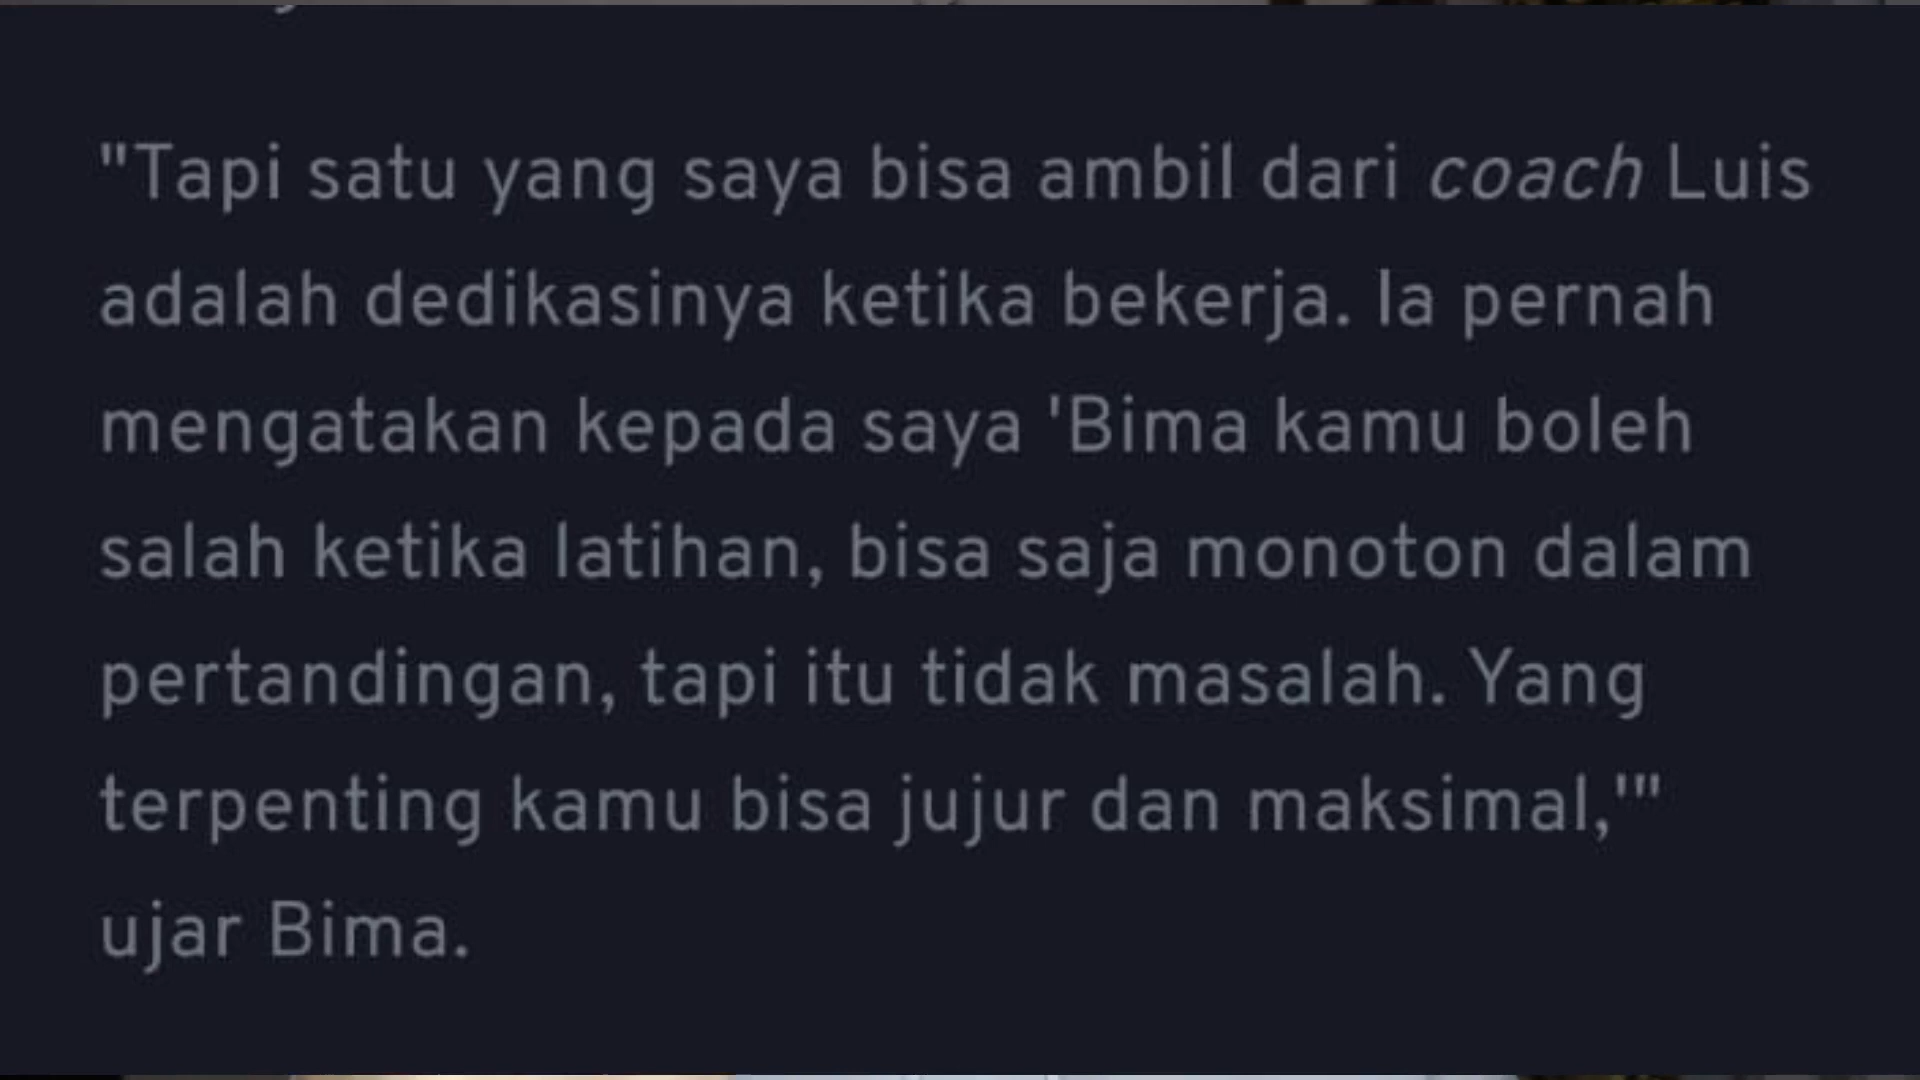 "Tapi satu yang saya bisa ambil dari coach Luis
adalah dedikasinya ketika bekerja. Ia pernah
mengatakan kepada saya 'Bima kamu boleh
salah ketika latihan, bisa saja monoton dalam
pertandingan, tapi itu tidak masalah. Yang
terpenting kamu bisa jujur dan maksimal,'"
ujar Bima.